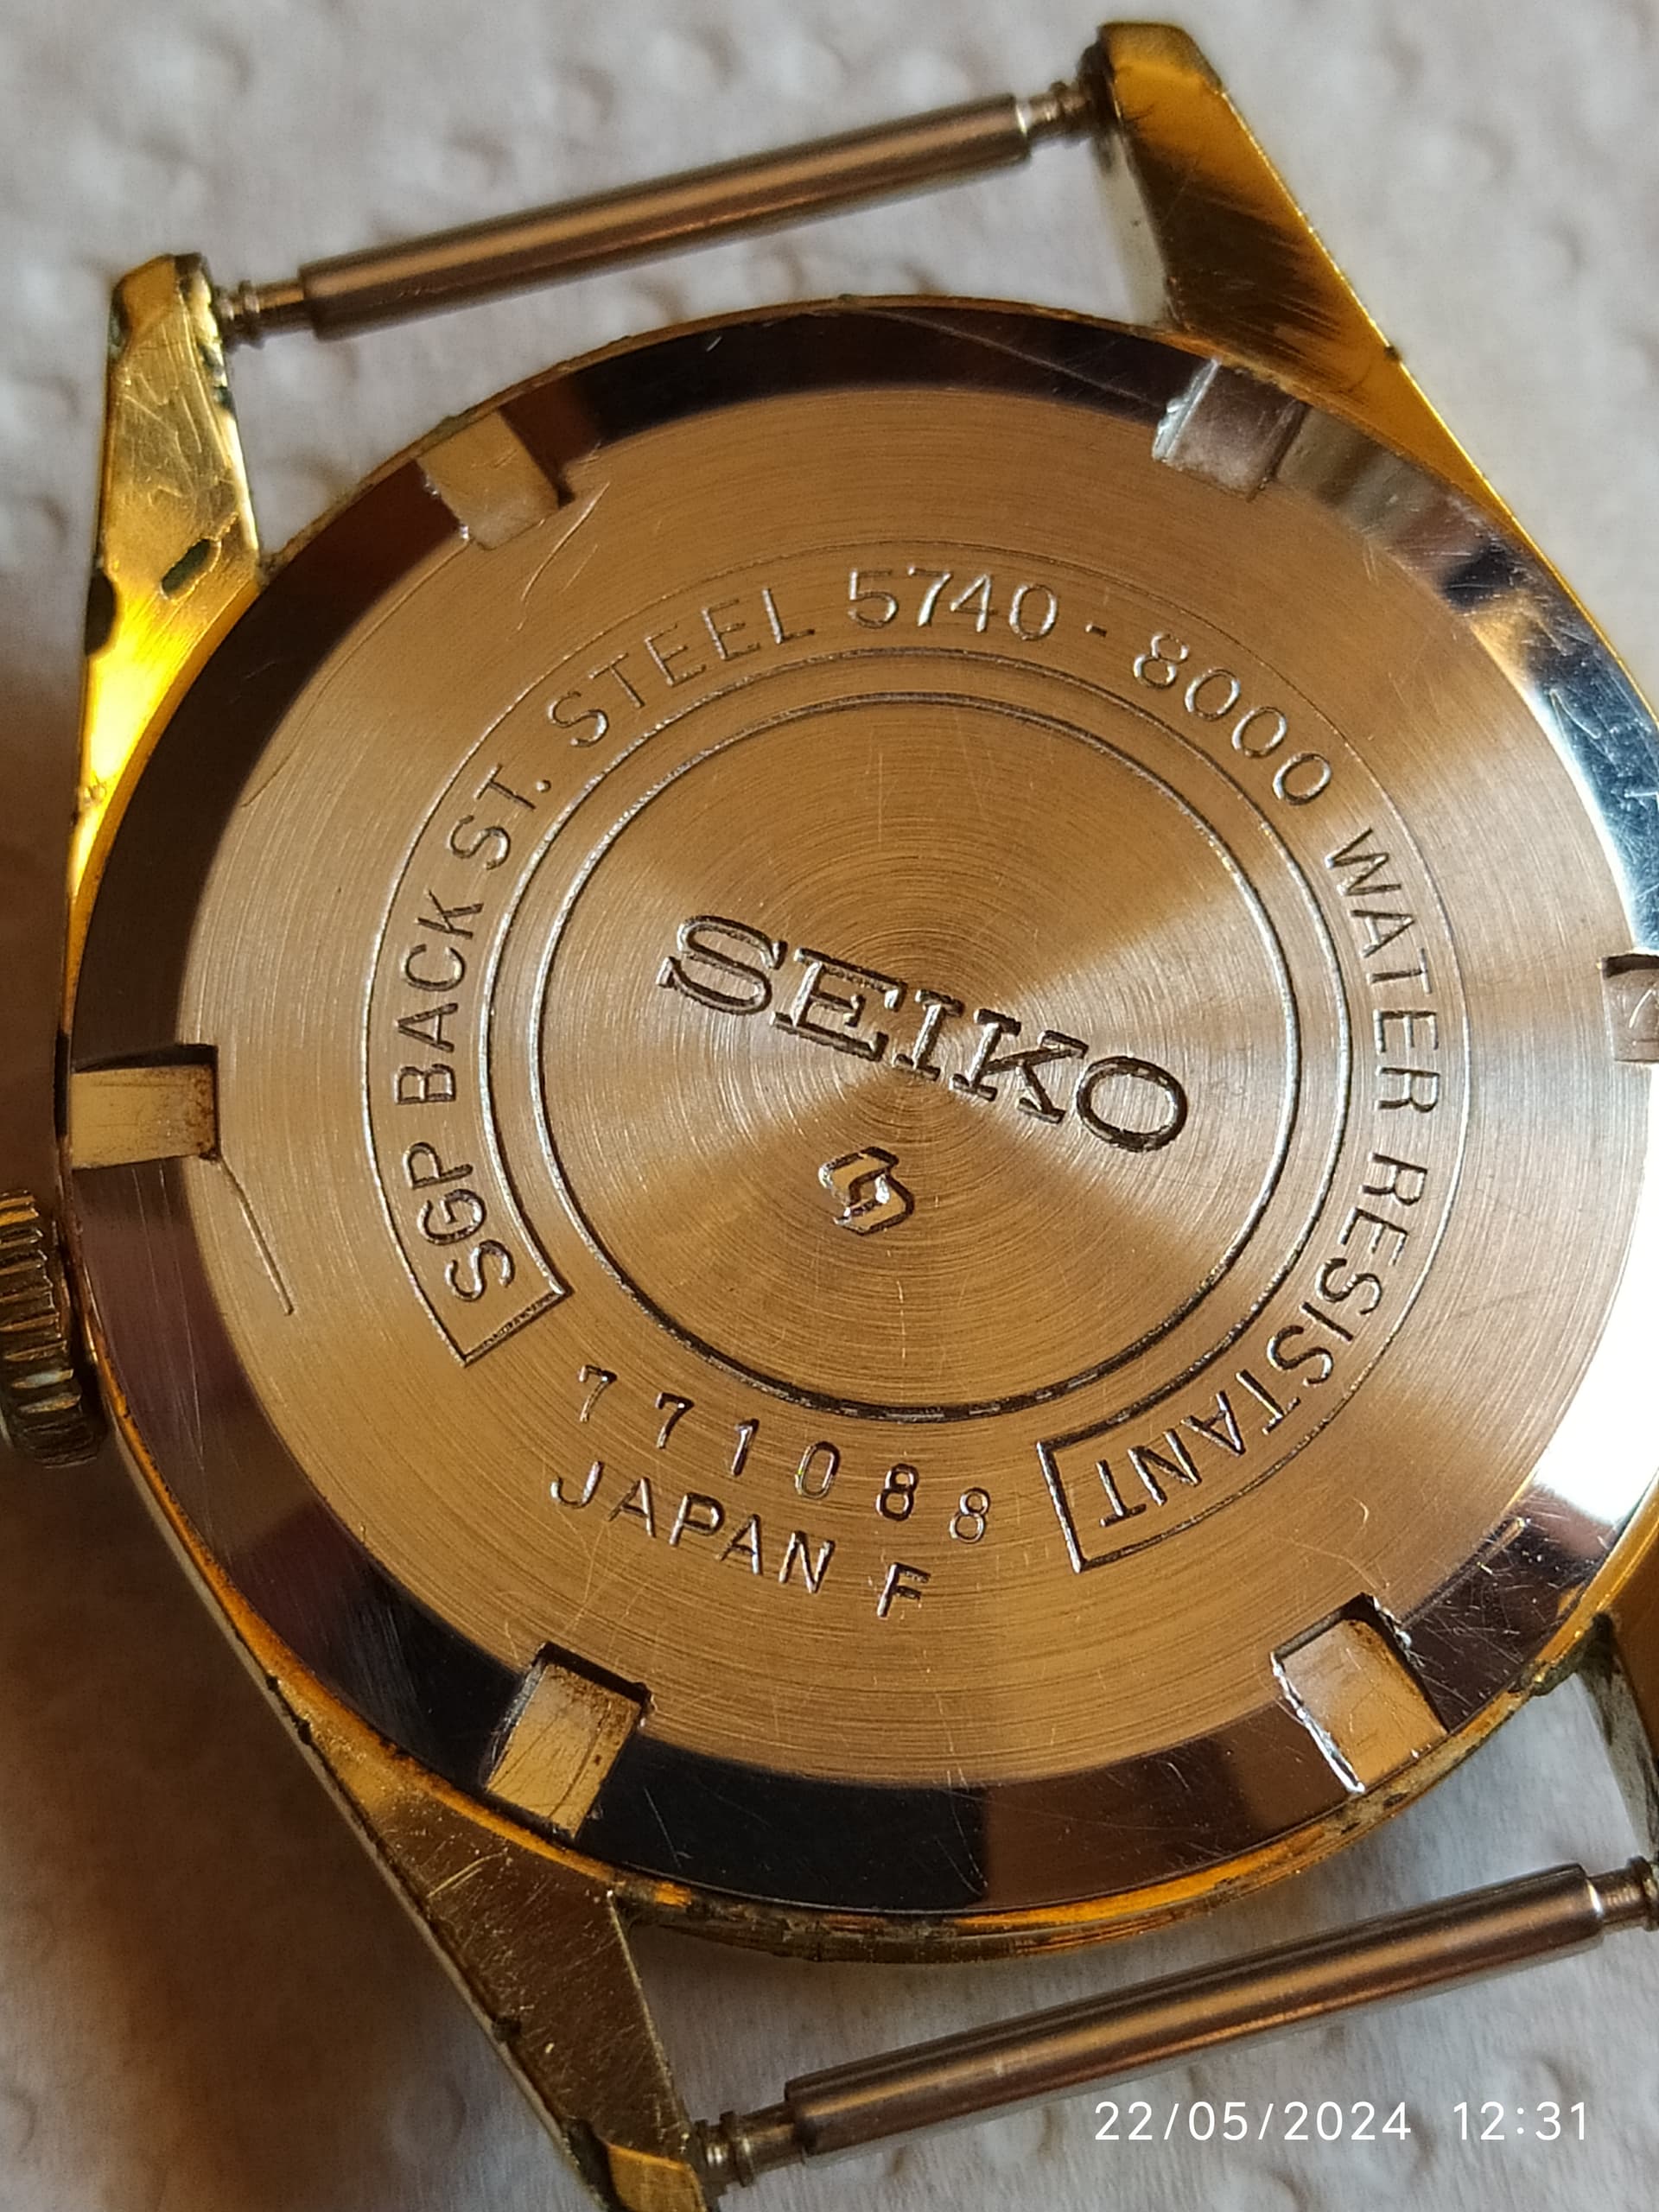 SGP BACK ST. STEEL 5740-8000 WATER RESISTANT
SEIKO
771088
JAPAN F
22/05/2024 12:31